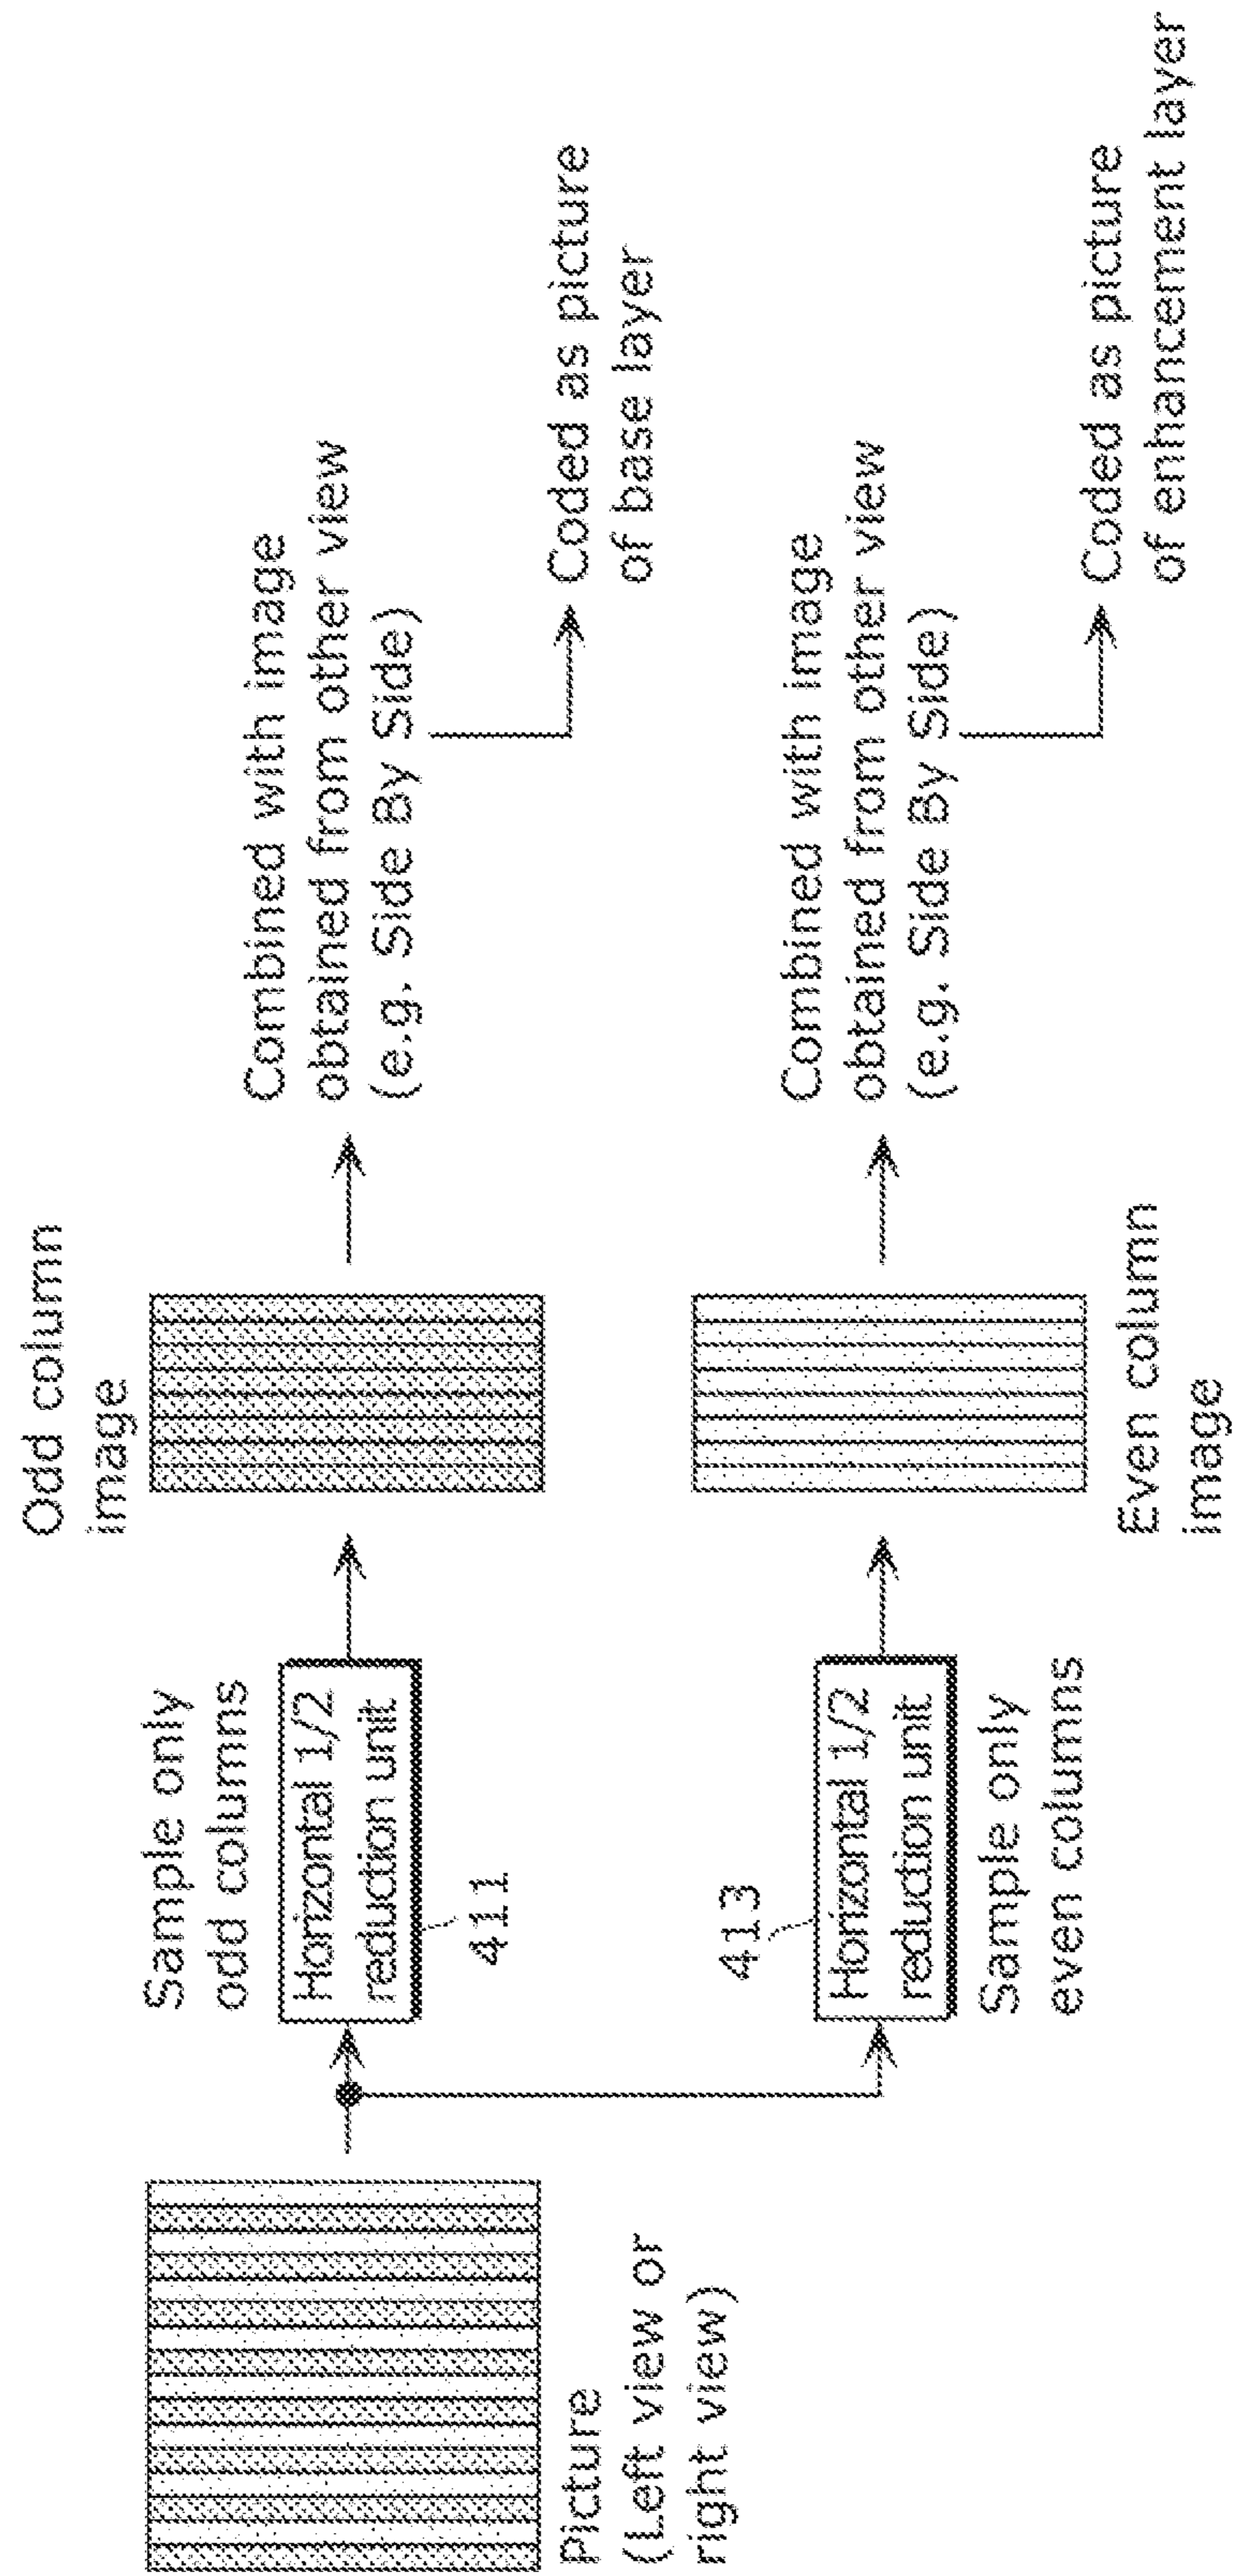 Picture
(Left view or
right view)
Sample only
odd columns
Horizontal 1/2
reduction unit
411
Odd column
image
Combined with image
obtained from other view
(e.g. Side By Side)
Coded as picture
of base layer
413
Horizontal 1/2
reduction unit
Sample only
even columns
Even column
image
Combined with image
obtained from other view
(e.g. Side By Side)
Coded as picture
of enhancement layer